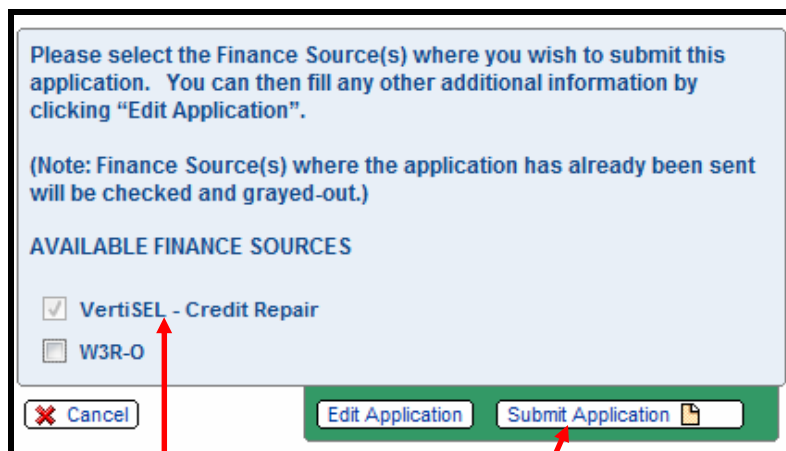 Please select the Finance Source(s) where you wish to submit this
application. You can then fill any other additional information by
clicking “Edit Application”.
(Note: Finance Source(s) where the application has already been sent
will be checked and grayed-out.)
AVAILABLE FINANCE SOURCES
VertiSEL - Credit Repair
W3R-O
Cancel
Edit Application
Submit Application